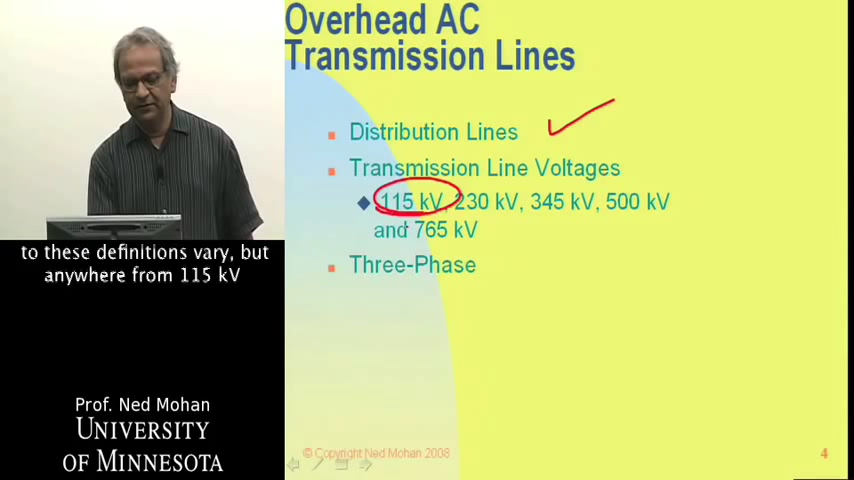 Overhead AC
Transmission Lines
Distribution Lines
Transmission Line Voltages
115 kV, 230 kV, 345 kV, 500 kV
and 765 kV
Three-Phase
to these definitions vary, but
anywhere from 115 kV
Prof. Ned Mohan
UNIVERSITY
OF MINNESOTA
© Copyright Ned Mohan 2008
4